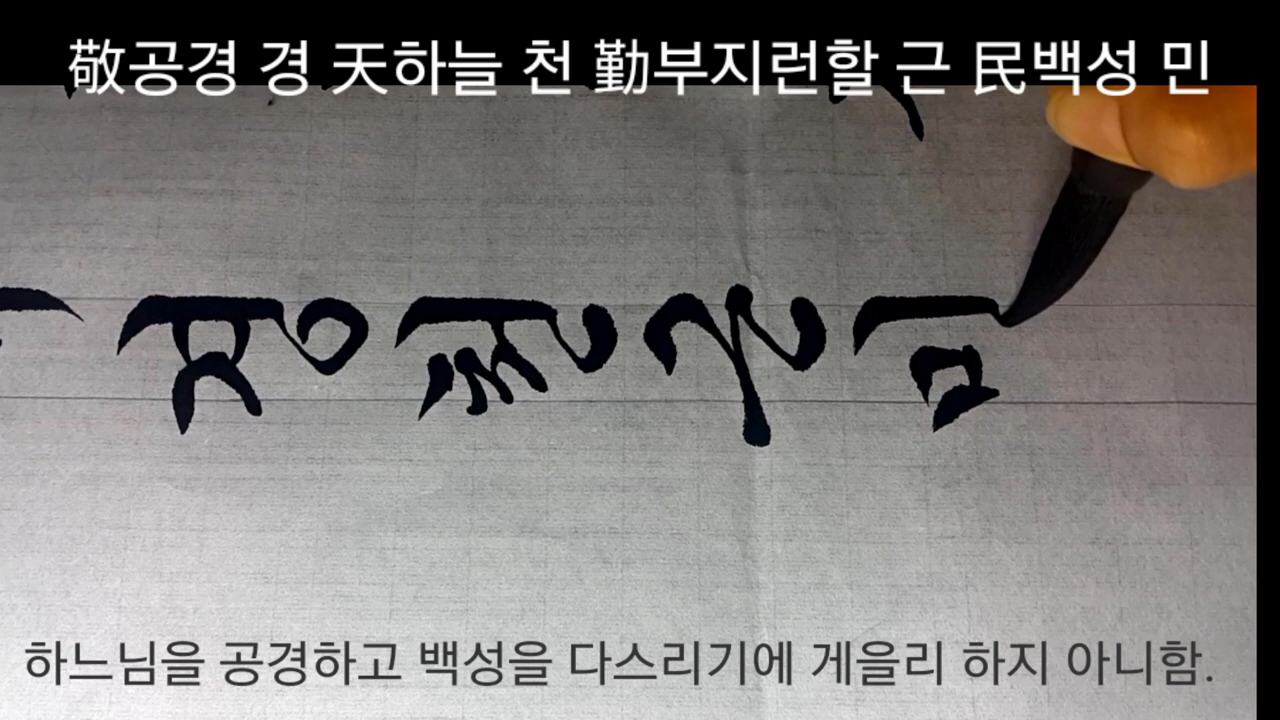 敬공경 경 天하늘 천 勤부지런할 근 民백성 민
하느님을 공경하고 백성을 다스리기에 게을리 하지 아니함.